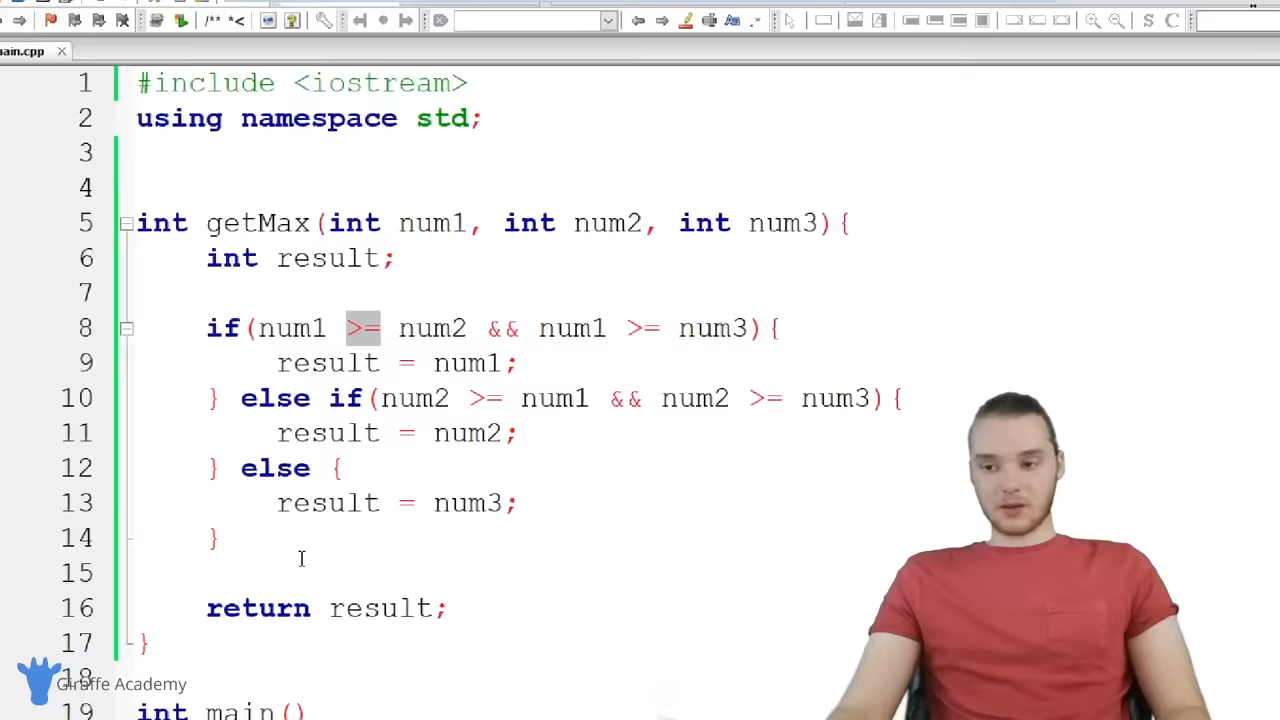 main.cpp
1 #include <iostream>
2 using namespace std;
3
4
5 int getMax(int num1, int num2, int num3){
6 int result;
7
8 if(num1 >= num2 && num1 >= num3){
9 result = num1;
10 } else if(num2 >= num1 && num2 >= num3){
11 result = num2;
12 } else {
13 result = num3;
14 }
15
16 return result;
17 }
18
Giraffe Academy
19 int main()